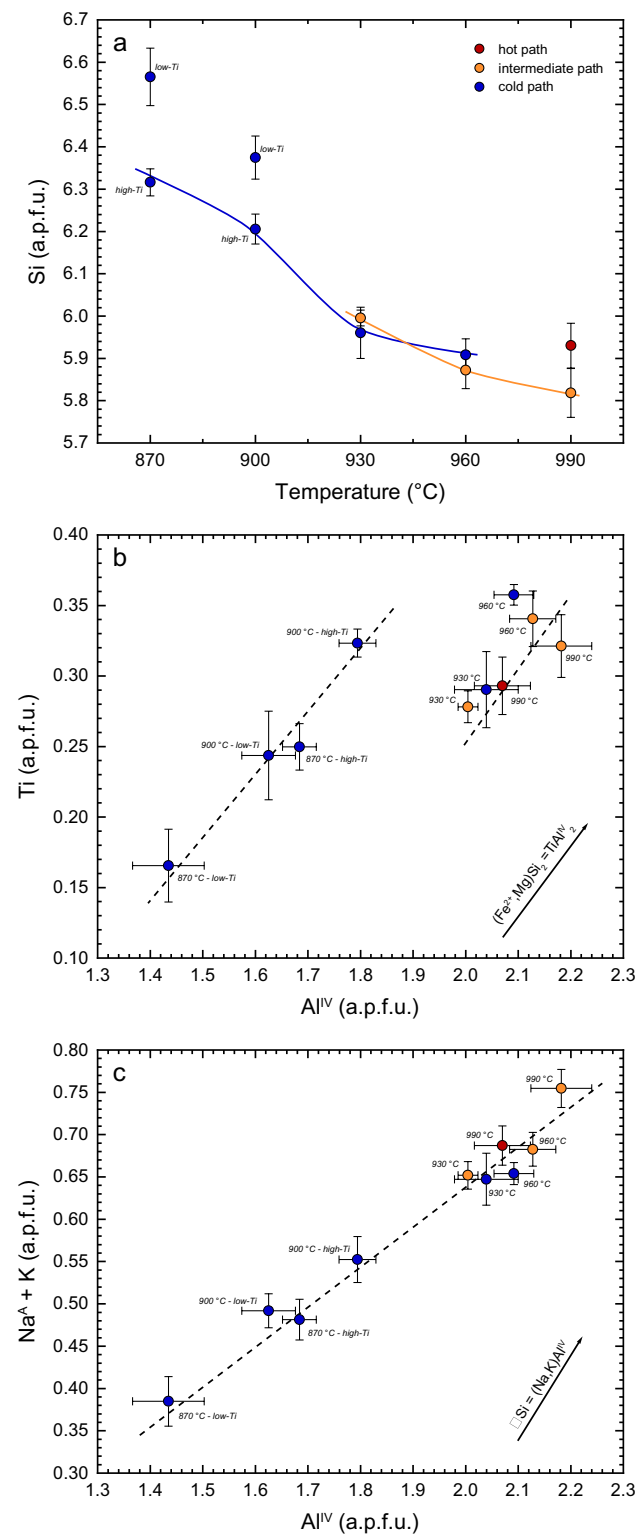 a
6.7
6.6
6.5
6.4
6.3
6.2
6.1
6.0
5.9
5.8
5.7
Si (a.p.f.u.)
low-Ti
high-Ti
low-Ti
high-Ti
hot path
intermediate path
cold path
870 900 930 960 990
Temperature (°C)
b
0.40
0.35
0.30
0.25
0.20
0.15
0.10
Ti (a.p.f.u.)
960 °C
960 °C
900 °C - high-Ti
990 °C
930 °C
930 °C
990 °C
900 °C - low-Ti
870 °C - high-Ti
870 °C - low-Ti
(Fe²⁺,Mg)Si₂=TiAlᴵⱽ₂
1.3 1.4 1.5 1.6 1.7 1.8 1.9 2.0 2.1 2.2 2.3
Alᴵⱽ (a.p.f.u.)
c
0.80
0.75
0.70
0.65
0.60
0.55
0.50
0.45
0.40
0.35
0.30
Naᴬ + K (a.p.f.u.)
990 °C
990 °C
960 °C
930 °C
960 °C
930 °C
900 °C - high-Ti
900 °C - low-Ti
870 °C - high-Ti
870 °C - low-Ti
□Si = (Na,K)Alᴵⱽ
1.3 1.4 1.5 1.6 1.7 1.8 1.9 2.0 2.1 2.2 2.3
Alᴵⱽ (a.p.f.u.)